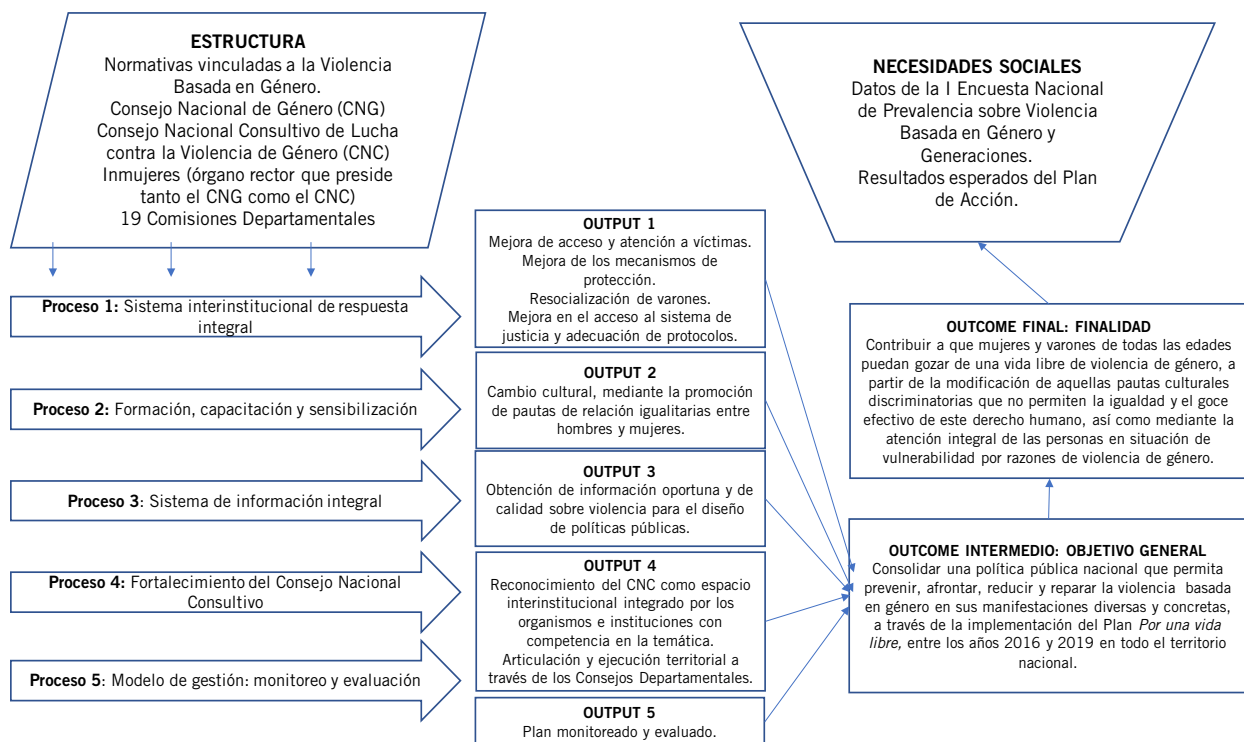 ESTRUCTURA
Normativas vinculadas a la Violencia
Basada en Género.
Consejo Nacional de Género (CNG)
Consejo Nacional Consultivo de Lucha
contra la Violencia de Género (CNC)
Inmujeres (órgano rector que preside
tanto el CNG como el CNC)
19 Comisiones Departamentales
NECESIDADES SOCIALES
Datos de la I Encuesta Nacional
de Prevalencia sobre Violencia
Basada en Género y
Generaciones.
Resultados esperados del Plan
de Acción.
Proceso 1: Sistema interinstitucional de respuesta
integral
Proceso 2: Formación, capacitación y sensibilización
Proceso 3: Sistema de información integral
Proceso 4: Fortalecimiento del Consejo Nacional
Consultivo
Proceso 5: Modelo de gestión: monitoreo y evaluación
OUTPUT 1
Mejora de acceso y atención a víctimas.
Mejora de los mecanismos de
protección.
Resocialización de varones.
Mejora en el acceso al sistema de
justicia y adecuación de protocolos.
OUTPUT 2
Cambio cultural, mediante la promoción
de pautas de relación igualitarias entre
hombres y mujeres.
OUTPUT 3
Obtención de información oportuna y de
calidad sobre violencia para el diseño
de políticas públicas.
OUTPUT 4
Reconocimiento del CNC como espacio
interinstitucional integrado por los
organismos e instituciones con
competencia en la temática.
Articulación y ejecución territorial a
través de los Consejos Departamentales.
OUTPUT 5
Plan monitoreado y evaluado.
OUTCOME FINAL: FINALIDAD
Contribuir a que mujeres y varones de todas las edades
puedan gozar de una vida libre de violencia de género, a
partir de la modificación de aquellas pautas culturales
discriminatorias que no permiten la igualdad y el goce
efectivo de este derecho humano, así como mediante la
atención integral de las personas en situación de
vulnerabilidad por razones de violencia de género.
OUTCOME INTERMEDIO: OBJETIVO GENERAL
Consolidar una política pública nacional que permita
prevenir, afrontar, reducir y reparar la violencia basada
en género en sus manifestaciones diversas y concretas,
a través de la implementación del Plan Por una vida
libre, entre los años 2016 y 2019 en todo el territorio
nacional.